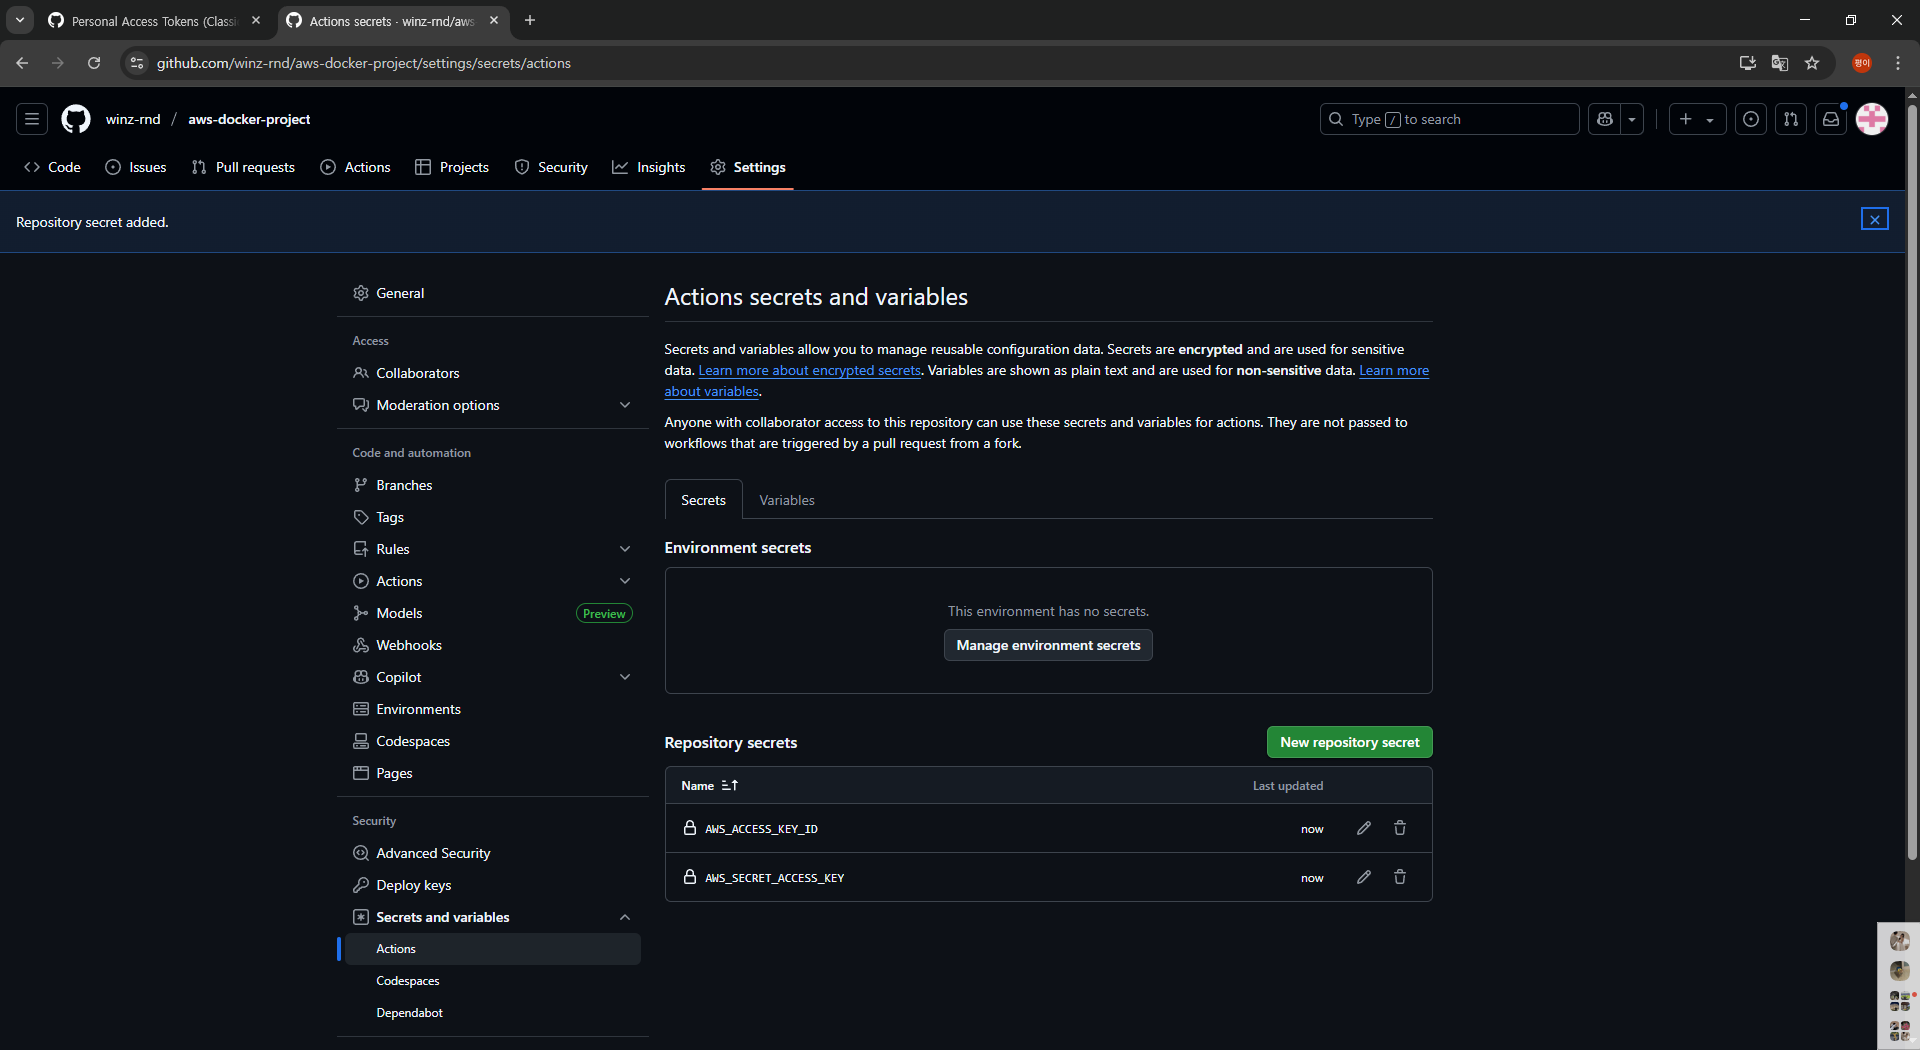 Personal Access Tokens (Classi
Actions secrets · winz-rnd/aws
github.com/winz-rnd/aws-docker-project/settings/secrets/actions
평이
winz-rnd / aws-docker-project
Type / to search
Code
Issues
Pull requests
Actions
Projects
Security
Insights
Settings
Repository secret added.
General
Access
Collaborators
Moderation options
Code and automation
Branches
Tags
Rules
Actions
Models
Preview
Webhooks
Copilot
Environments
Codespaces
Pages
Security
Advanced Security
Deploy keys
Secrets and variables
Actions
Codespaces
Dependabot
Actions secrets and variables
Secrets and variables allow you to manage reusable configuration data. Secrets are encrypted and are used for sensitive
data. Learn more about encrypted secrets. Variables are shown as plain text and are used for non-sensitive data. Learn more
about variables.
Anyone with collaborator access to this repository can use these secrets and variables for actions. They are not passed to
workflows that are triggered by a pull request from a fork.
Secrets
Variables
Environment secrets
This environment has no secrets.
Manage environment secrets
Repository secrets
New repository secret
Name
Last updated
AWS_ACCESS_KEY_ID
now
AWS_SECRET_ACCESS_KEY
now